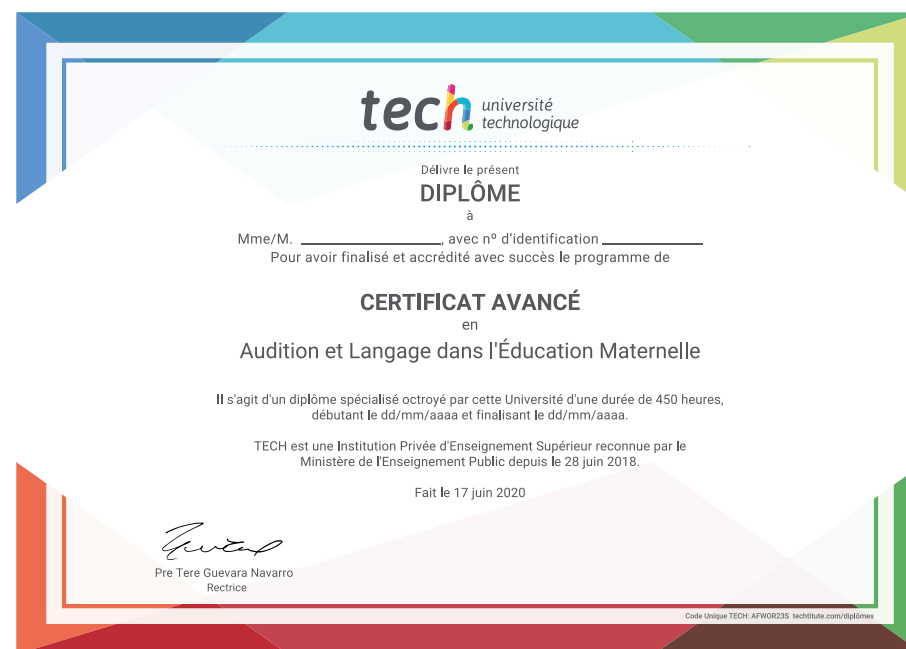 tech université
technologique
Délivre le présent
DIPLÔME
à
Mme/M. ____________________, avec nº d'identification ______________
Pour avoir finalisé et accrédité avec succès le programme de
CERTIFICAT AVANCÉ
en
Audition et Langage dans l'Éducation Maternelle
Il s'agit d'un diplôme spécialisé octroyé par cette Université d'une durée de 450 heures,
débutant le dd/mm/aaaa et finalisant le dd/mm/aaaa.
TECH est une Institution Privée d'Enseignement Supérieur reconnue par le
Ministère de l'Enseignement Public depuis le 28 juin 2018.
Fait le 17 juin 2020
Pre Tere Guevara Navarro
Rectrice
Code Unique TECH: AFWOR23S techtitute.com/diplômes